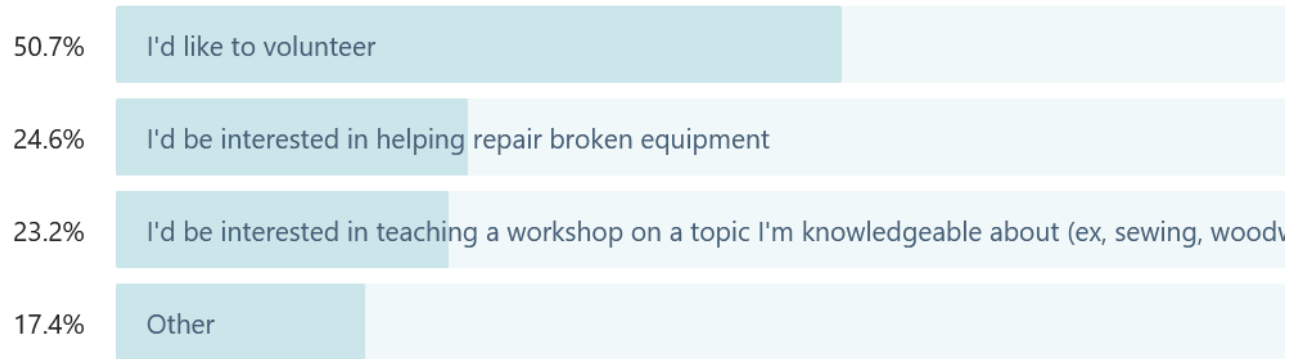 50.7% I'd like to volunteer
24.6% I'd be interested in helping repair broken equipment
23.2% I'd be interested in teaching a workshop on a topic I'm knowledgeable about (ex, sewing,
17.4% Other